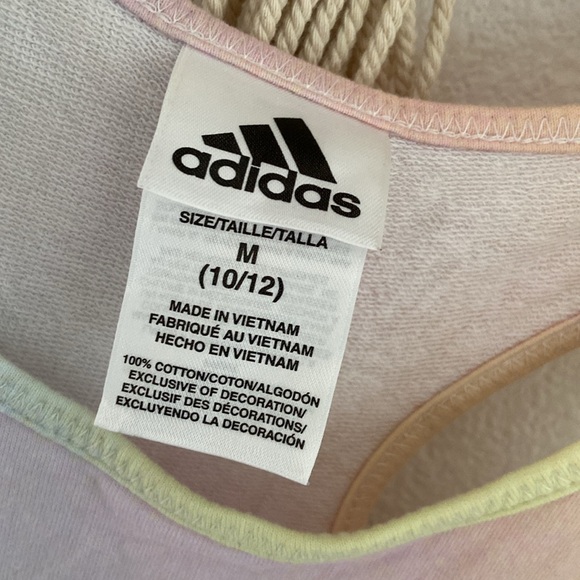 adidas
SIZE/TAILLE/TALLA
M
(10/12)
MADE IN VIETNAM
FABRIQUÉ AU VIETNAM
HECHO EN VIETNAM
100% COTTON/COTON/ALGODÓN
EXCLUSIVE OF DECORATION/
EXCLUSIF DES DÉCORATIONS/
EXCLUYENDO LA DECORACIÓN